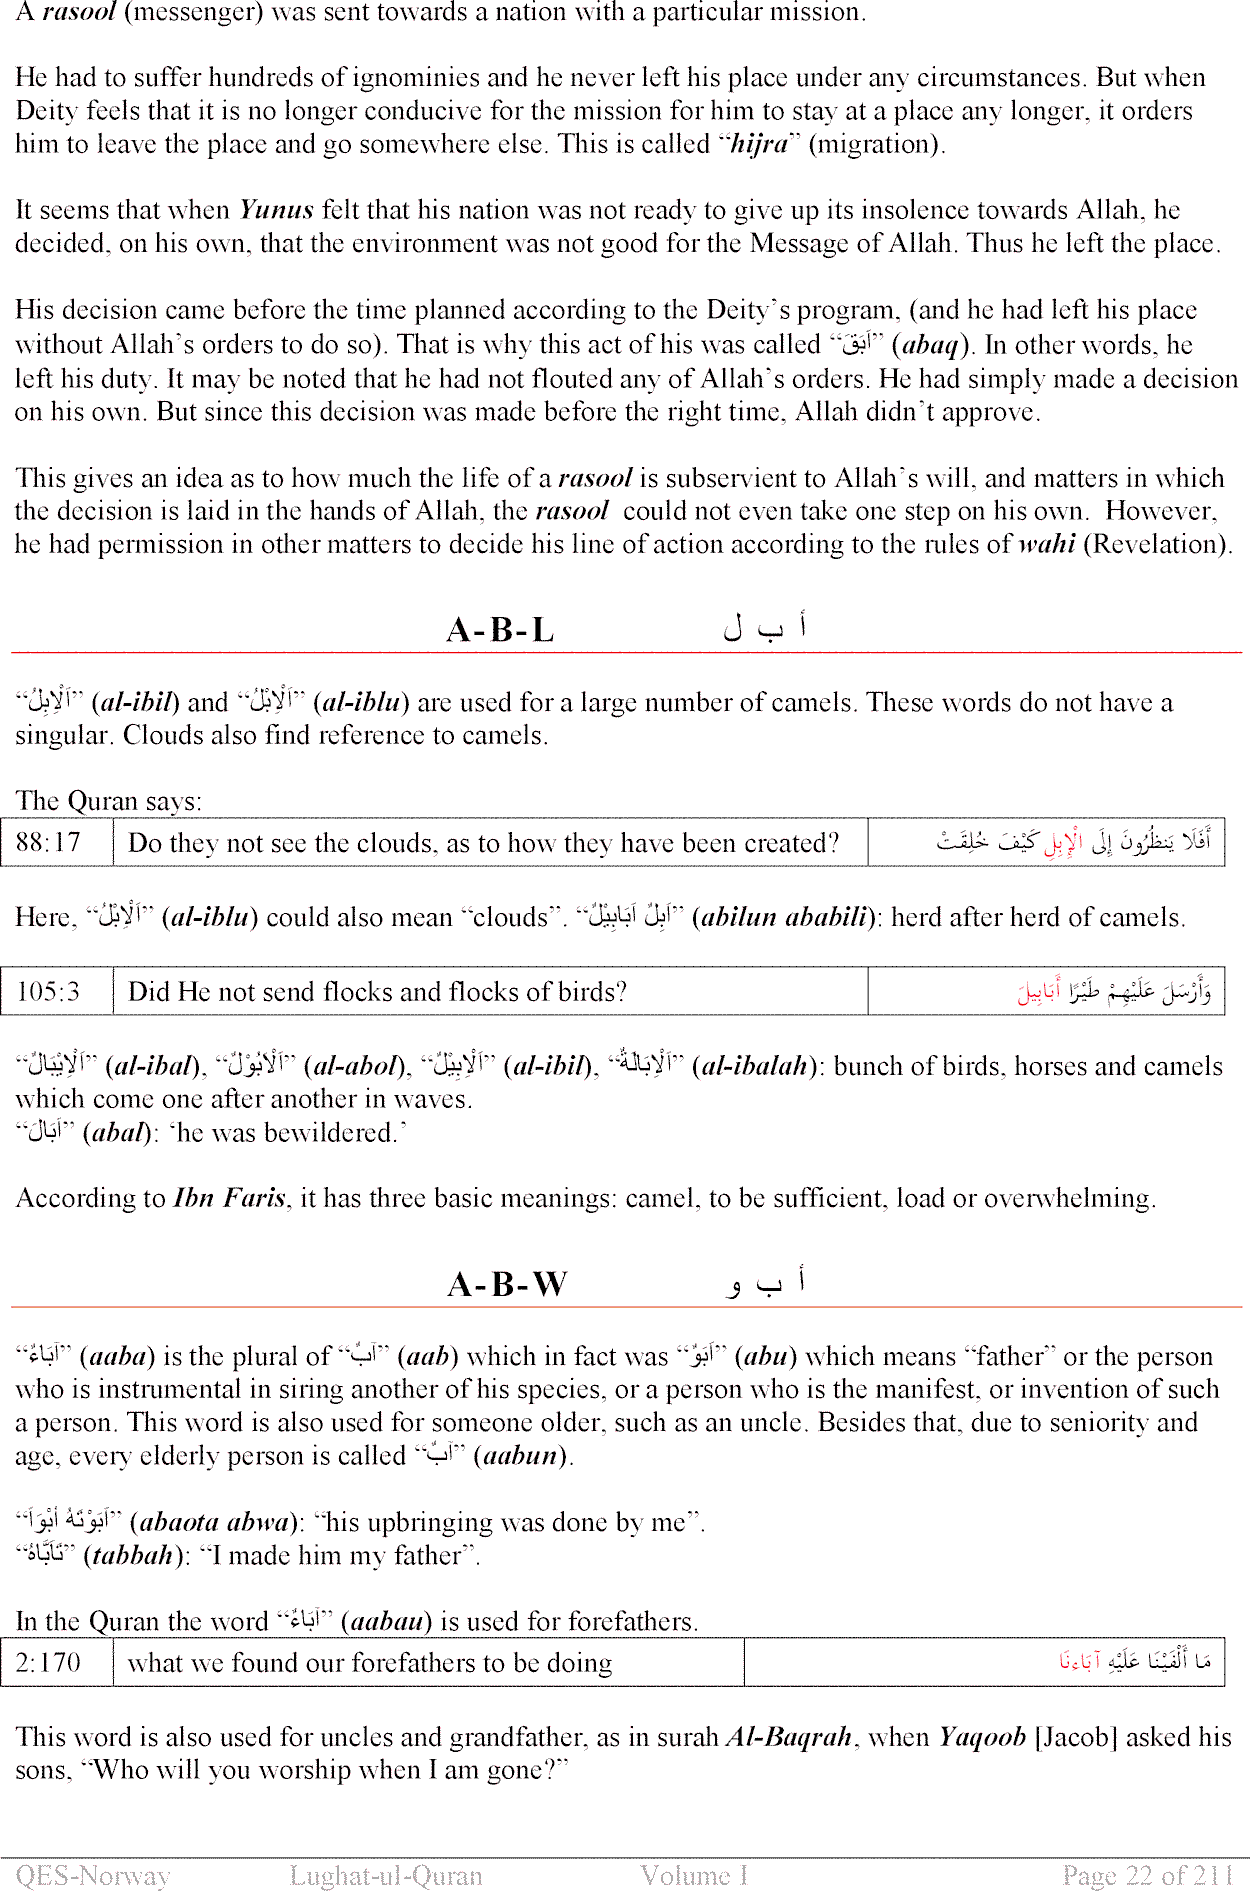 A rasool (messenger) was sent towards a nation with a particular mission.
He had to suffer hundreds of ignominies and he never left his place under any circumstances. But when
Deity feels that it is no longer conducive for the mission for him to stay at a place any longer, it orders
him to leave the place and go somewhere else. This is called “hijra” (migration).
It seems that when Yunus felt that his nation was not ready to give up its insolence towards Allah, he
decided, on his own, that the environment was not good for the Message of Allah. Thus he left the place.
His decision came before the time planned according to the Deity’s program, (and he had left his place
without Allah’s orders to do so). That is why this act of his was called “اَبَقَ” (abaq). In other words, he
left his duty. It may be noted that he had not flouted any of Allah’s orders. He had simply made a decision
on his own. But since this decision was made before the right time, Allah didn’t approve.
This gives an idea as to how much the life of a rasool is subservient to Allah’s will, and matters in which
the decision is laid in the hands of Allah, the rasool could not even take one step on his own. However,
he had permission in other matters to decide his line of action according to the rules of wahi (Revelation).
A-B-L أ ب ل
“اَلْاِبِلُ” (al-ibil) and “اَلْاِبْلُ” (al-iblu) are used for a large number of camels. These words do not have a
singular. Clouds also find reference to camels.
The Quran says:
88:17 Do they not see the clouds, as to how they have been created? أَفَلَا يَنظُرُونَ إِلَى الْإِبِلِ كَيْفَ خُلِقَتْ
Here, “اَلْاِبْلُ” (al-iblu) could also mean “clouds”. “اَبِلٌ اَبَابِيْلٌ” (abilun ababili): herd after herd of camels.
105:3 Did He not send flocks and flocks of birds? وَأَرْسَلَ عَلَيْهِمْ طَيْرًا أَبَابِيلَ
“اَلْاِيْبَالُ” (al-ibal), “اَلْاَبُوْلُ” (al-abol), “اَلْاِبِيْلُ” (al-ibil), “اَلْاِبَالَةُ” (al-ibalah): bunch of birds, horses and camels
which come one after another in waves.
“اَبَالَ” (abal): ‘he was bewildered.’
According to Ibn Faris, it has three basic meanings: camel, to be sufficient, load or overwhelming.
A-B-W أ ب و
“آبَاءٌ” (aaba) is the plural of “اَبٌ” (aab) which in fact was “اَبَوٌ” (abu) which means “father” or the person
who is instrumental in siring another of his species, or a person who is the manifest, or invention of such
a person. This word is also used for someone older, such as an uncle. Besides that, due to seniority and
age, every elderly person is called “اَبٌ” (aabun).
“اَبَوْتَهُ اُبُوَّاً” (abaota abwa): “his upbringing was done by me”.
“تَاَبَّاهُ” (tabbah): “I made him my father”.
In the Quran the word “آبَاءٌ” (aabau) is used for forefathers.
2:170 what we found our forefathers to be doing مَا أَلْفَيْنَا عَلَيْهِ آبَاءنَا
This word is also used for uncles and grandfather, as in surah Al-Baqrah, when Yaqoob [Jacob] asked his
sons, “Who will you worship when I am gone?”
QES-Norway Lughat-ul-Quran Volume I Page 22 of 211